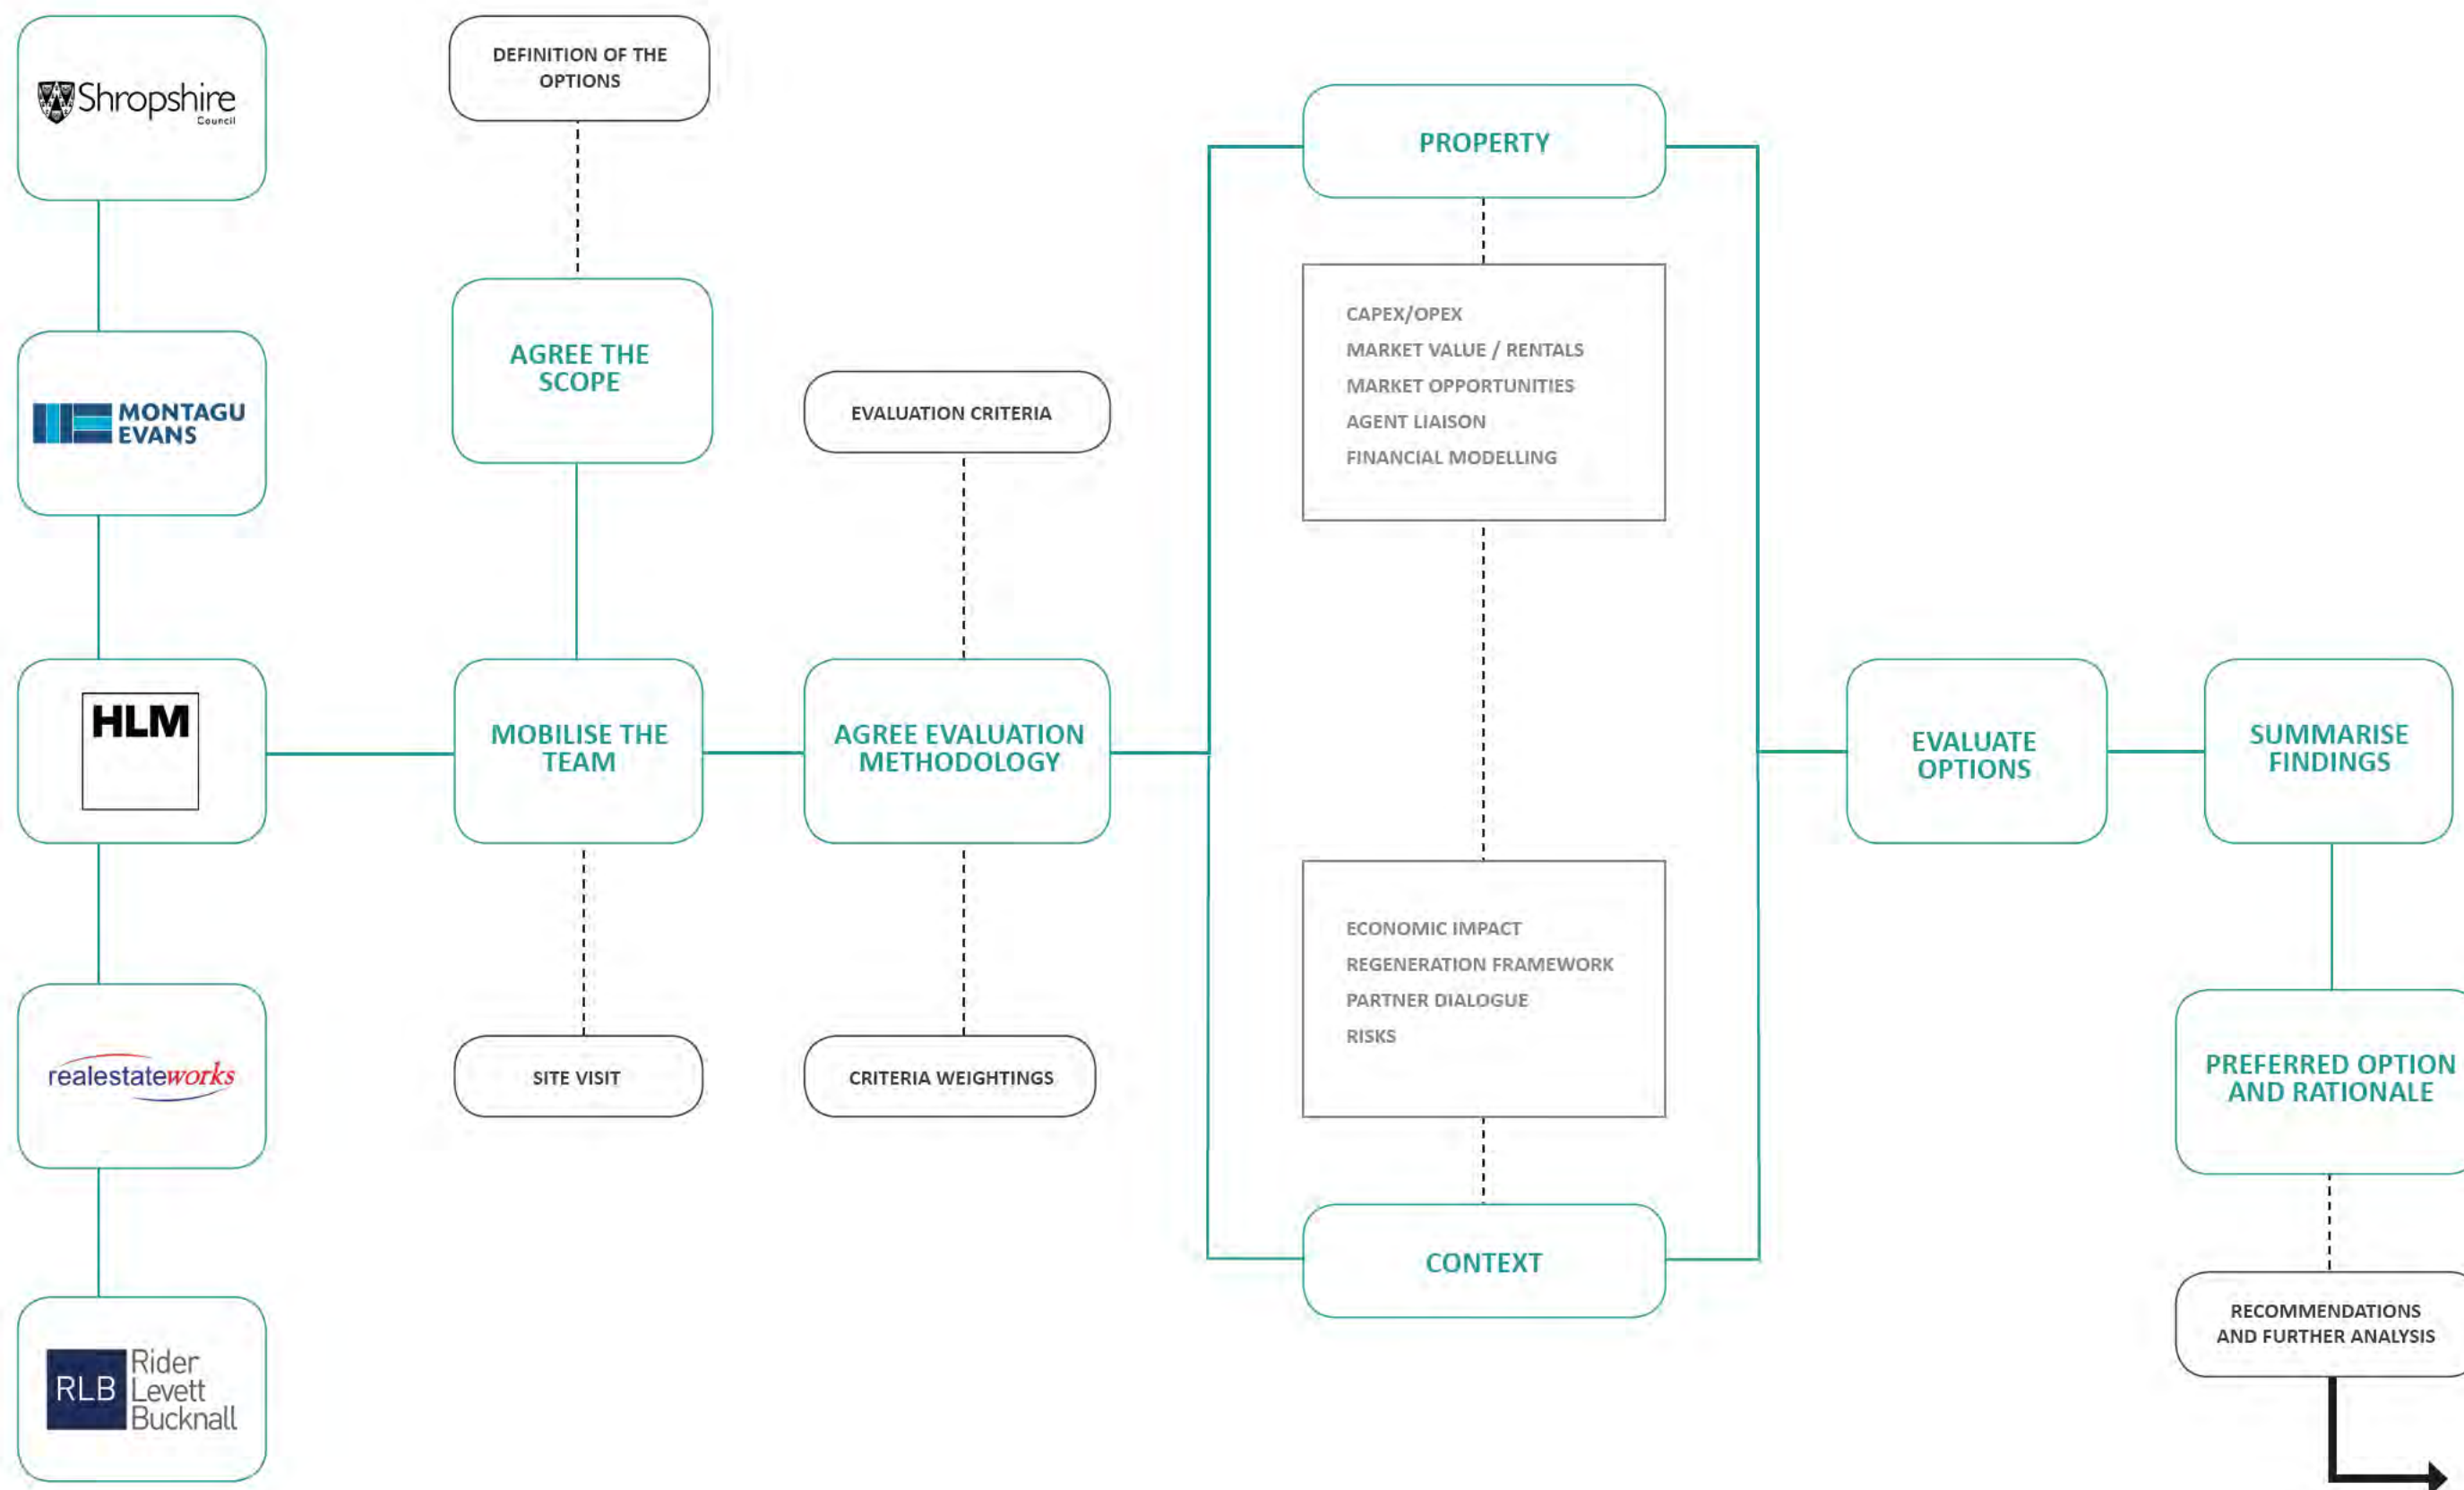 Shropshire
Council
MONTAGU
EVANS
HLM
realestateworks
RLB
Rider
Levett
Bucknall
DEFINITION OF THE
OPTIONS
AGREE THE
SCOPE
MOBILISE THE
TEAM
SITE VISIT
EVALUATION CRITERIA
AGREE EVALUATION
METHODOLOGY
CRITERIA WEIGHTINGS
PROPERTY
CAPEX/OPEX
MARKET VALUE / RENTALS
MARKET OPPORTUNITIES
AGENT LIAISON
FINANCIAL MODELLING
ECONOMIC IMPACT
REGENERATION FRAMEWORK
PARTNER DIALOGUE
RISKS
CONTEXT
EVALUATE
OPTIONS
SUMMARISE
FINDINGS
PREFERRED OPTION
AND RATIONALE
RECOMMENDATIONS
AND FURTHER ANALYSIS